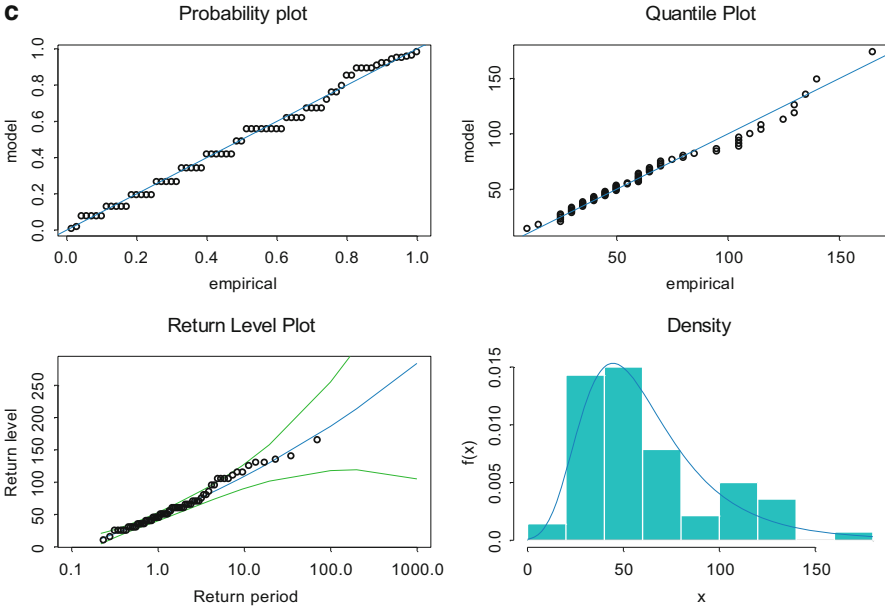 c
Probability plot
model
0.0 0.2 0.4 0.6 0.8 1.0
0.0 0.2 0.4 0.6 0.8 1.0
empirical
Quantile Plot
model
50 100 150
50 100 150
empirical
Return Level Plot
Return level
0 50 100 150 200 250
0.1 1.0 10.0 100.0 1000.0
Return period
Density
f(x)
0.0 0.005 0.010 0.015
0 50 100 150
x